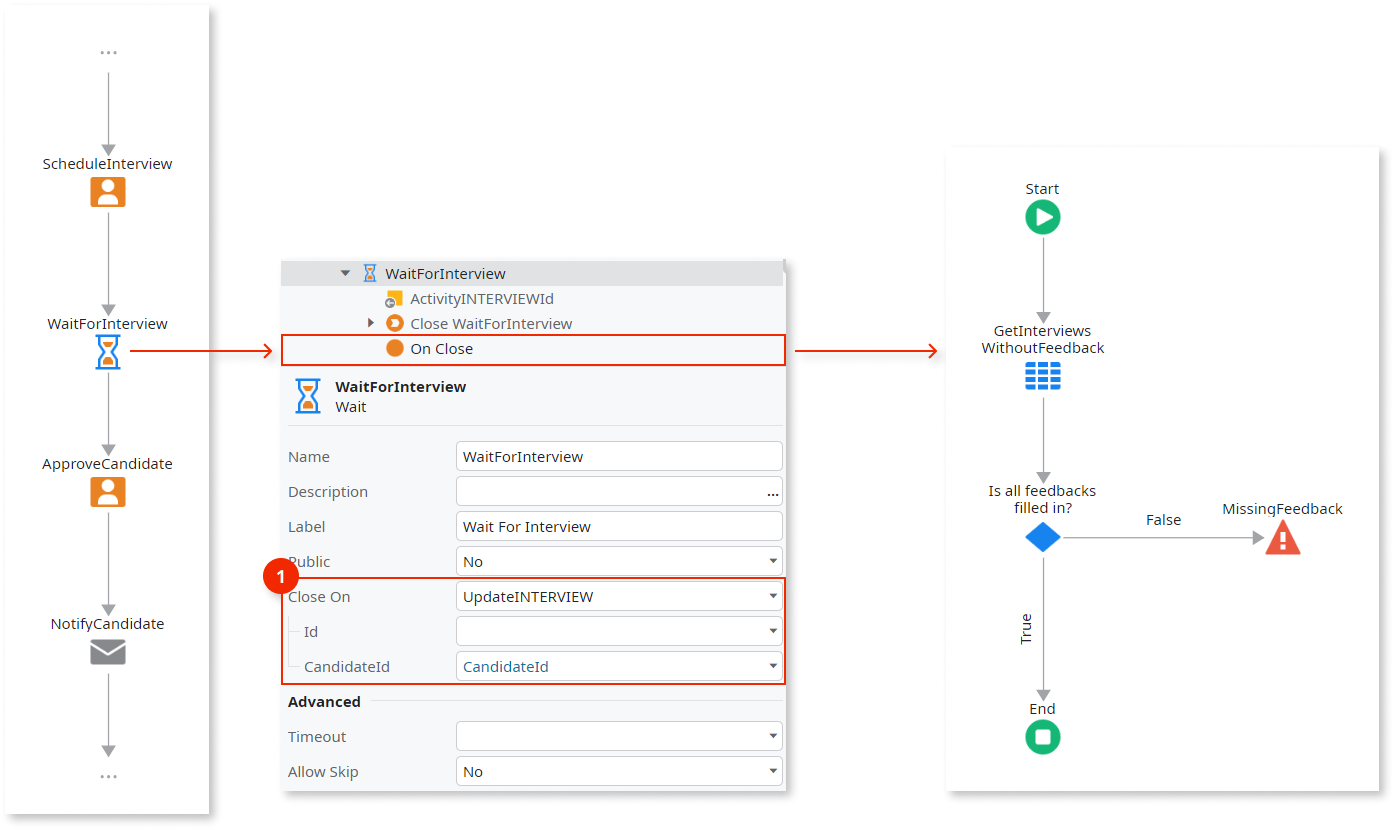 ...
ScheduleInterview
WaitForInterview
ApproveCandidate
NotifyCandidate
...
WaitForInterview
ActivityINTERVIEWId
Close WaitForInterview
On Close
WaitForInterview
Wait
Name WaitForInterview
Description ...
Label Wait For Interview
Public No
1
Close On UpdateINTERVIEW
Id
CandidateId CandidateId
Advanced
Timeout
Allow Skip No
Start
GetInterviews
WithoutFeedback
Is all feedbacks
filled in?
False
MissingFeedback
True
End